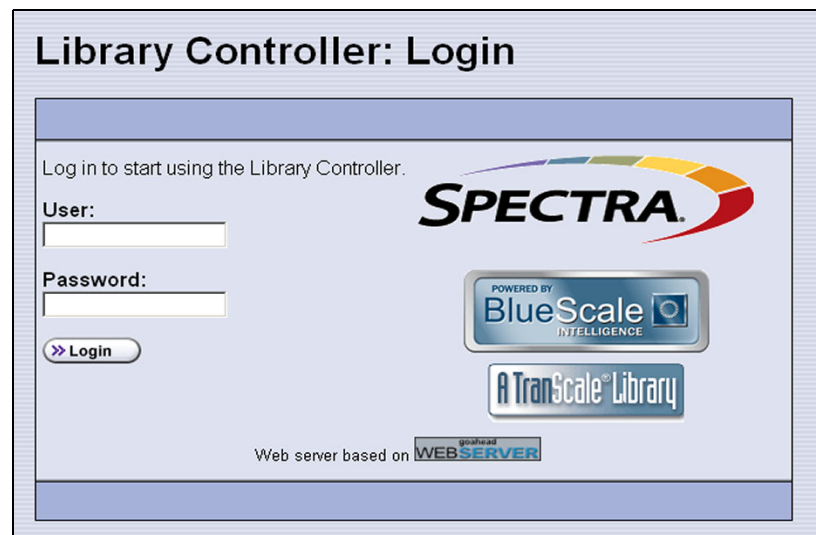 Library Controller: Login
Log in to start using the Library Controller.
User:
Password:
Login
SPECTRA
POWERED BY
BlueScale
INTELLIGENCE
A TranScale® Library
Web server based on goahead WEBSERVER